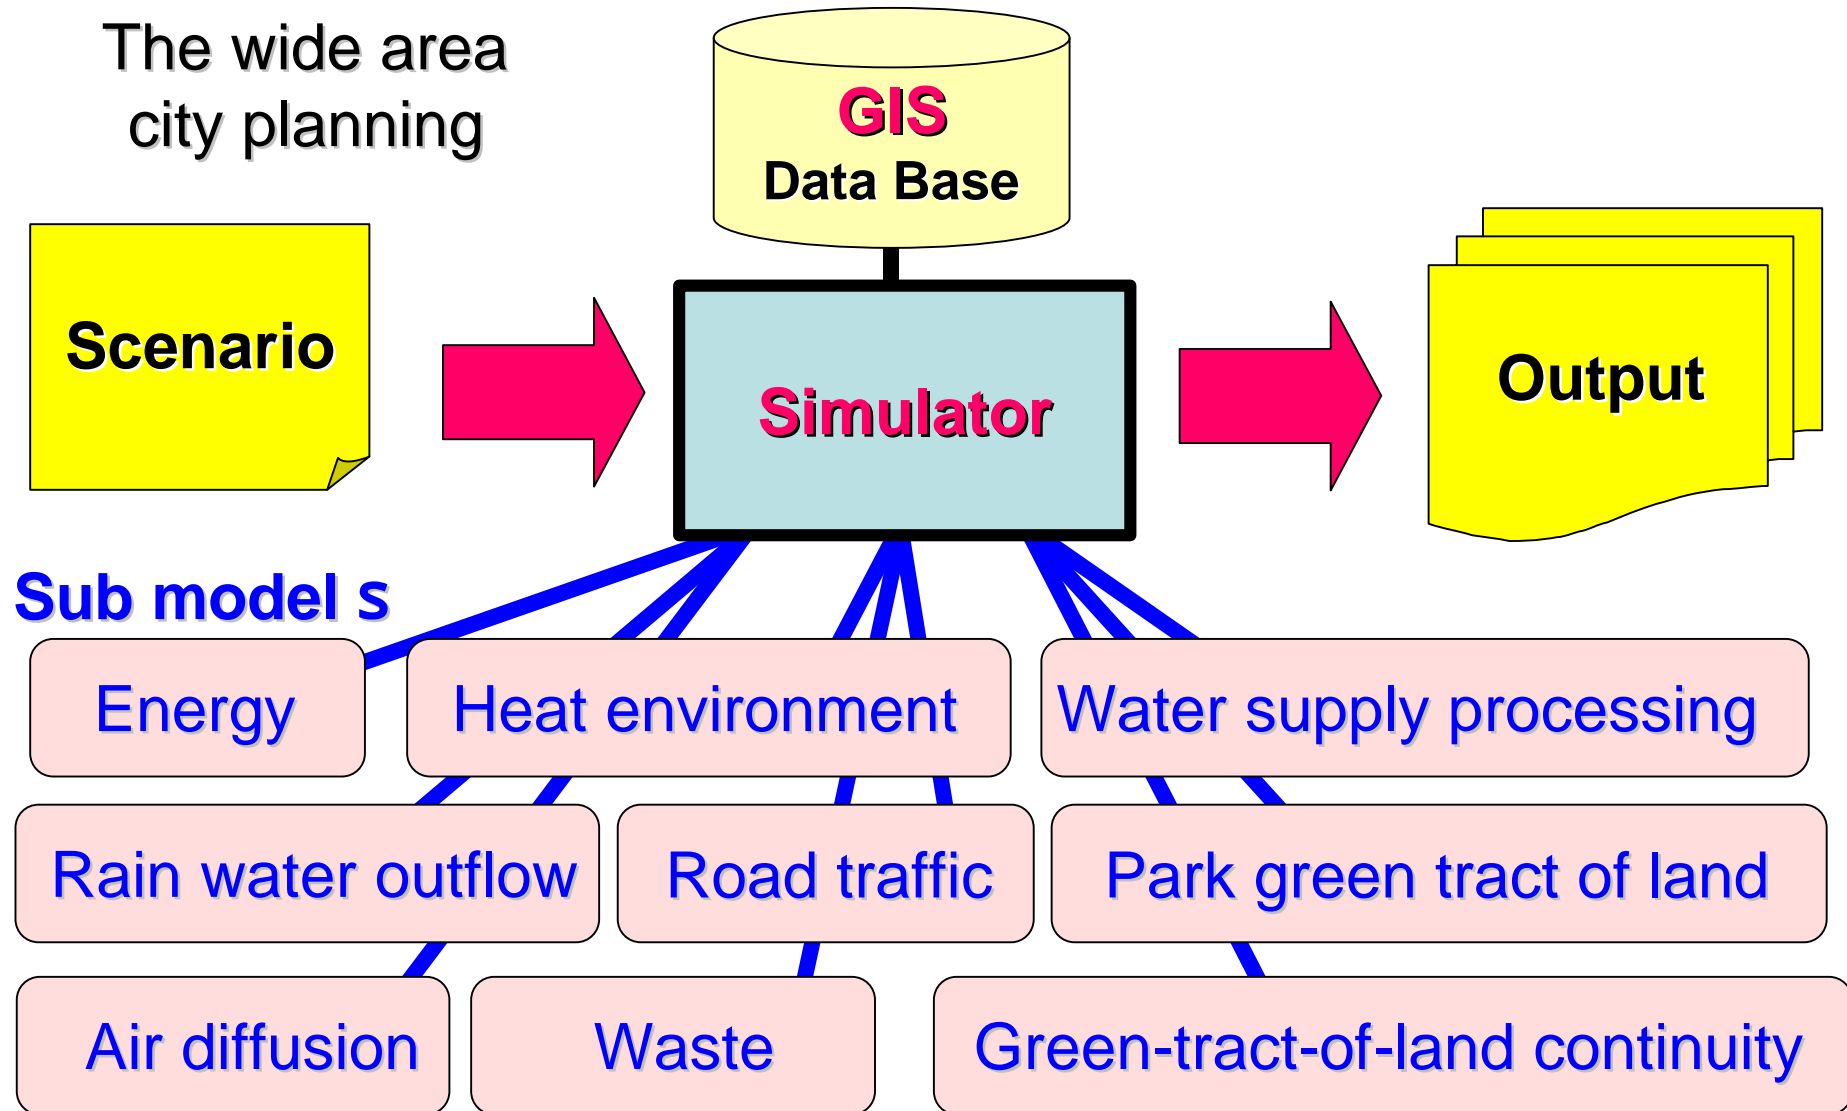 The wide area
city planning
GIS
Data Base
Scenario
Simulator
Output
Sub model s
Energy
Heat environment
Water supply processing
Rain water outflow
Road traffic
Park green tract of land
Air diffusion
Waste
Green-tract-of-land continuity